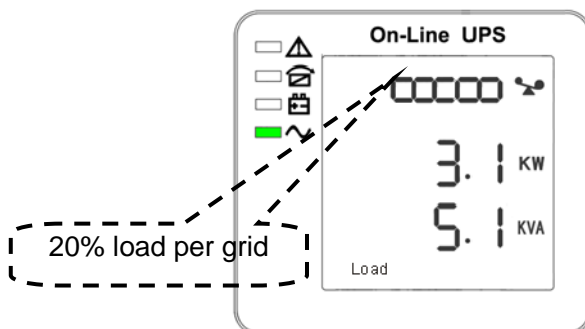 On-Line UPS
3.1 KW
5.1 KVA
20% load per grid
Load